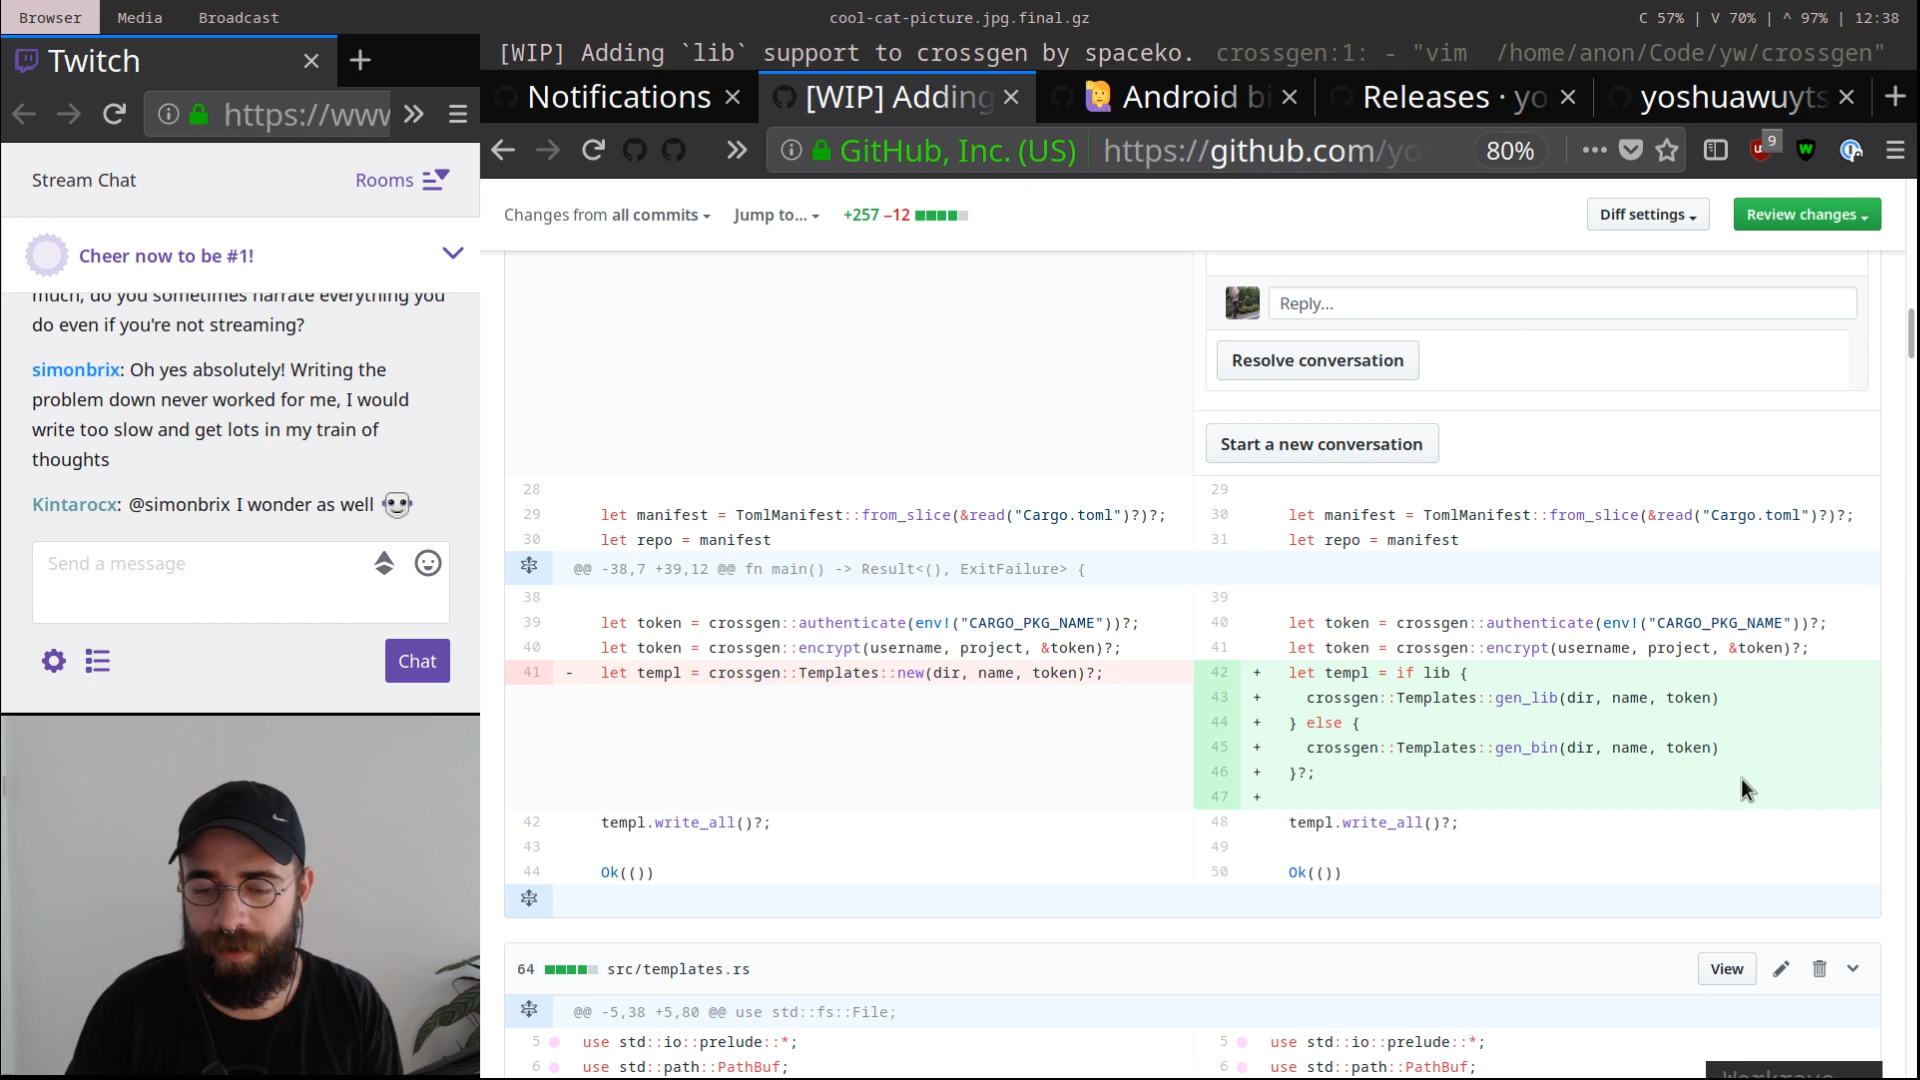 Browser Media Broadcast
cool-cat-picture.jpg.final.gz
C 57% | V 70% | ^ 97% | 12:38
Twitch
[WIP] Adding `lib` support to crossgen by spaceko. crossgen:1: - "vim /home/anon/Code/yw/crossgen"
Notifications
[WIP] Adding
Android bi
Releases · yo
yoshuawuyts
https://www
GitHub, Inc. (US) https://github.com/yo
80%
9
Stream Chat
Rooms
Cheer now to be #1!
much, do you sometimes narrate everything you
do even if you're not streaming?
simonbrix: Oh yes absolutely! Writing the
problem down never worked for me, I would
write too slow and get lots in my train of
thoughts
Kintarocx: @simonbrix I wonder as well
Send a message
Chat
Changes from all commits
Jump to...
+257 −12
Diff settings
Review changes
Reply...
Resolve conversation
Start a new conversation
28
29 let manifest = TomlManifest::from_slice(&read("Cargo.toml")?)?;
30 let repo = manifest
@@ -38,7 +39,12 @@ fn main() -> Result<(), ExitFailure> {
38
39 let token = crossgen::authenticate(env!("CARGO_PKG_NAME"))?;
40 let token = crossgen::encrypt(username, project, &token)?;
41 - let templ = crossgen::Templates::new(dir, name, token)?;
42 templ.write_all()?;
43
44 Ok(())
29
30 let manifest = TomlManifest::from_slice(&read("Cargo.toml")?)?;
31 let repo = manifest
39
40 let token = crossgen::authenticate(env!("CARGO_PKG_NAME"))?;
41 let token = crossgen::encrypt(username, project, &token)?;
42 + let templ = if lib {
43 + crossgen::Templates::gen_lib(dir, name, token)
44 + } else {
45 + crossgen::Templates::gen_bin(dir, name, token)
46 + }?;
47 +
48 templ.write_all()?;
49
50 Ok(())
64 src/templates.rs
View
@@ -5,38 +5,80 @@ use std::fs::File;
5 use std::io::prelude::*;
6 use std::path::PathBuf;
5 use std::io::prelude::*;
6 use std::path::PathBuf;